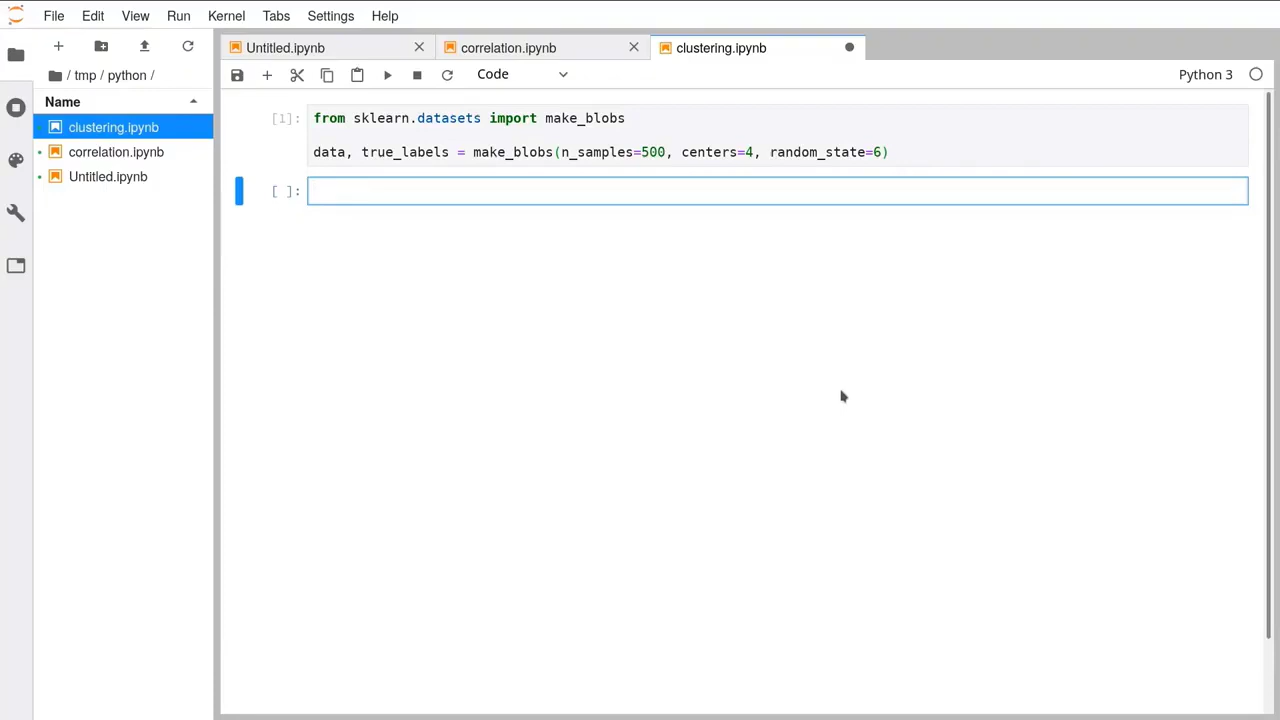 File Edit View Run Kernel Tabs Settings Help
Untitled.ipynb correlation.ipynb clustering.ipynb
/ tmp / python /
Code Python 3
Name
clustering.ipynb
correlation.ipynb
Untitled.ipynb
[1]: from sklearn.datasets import make_blobs
data, true_labels = make_blobs(n_samples=500, centers=4, random_state=6)
[ ]: